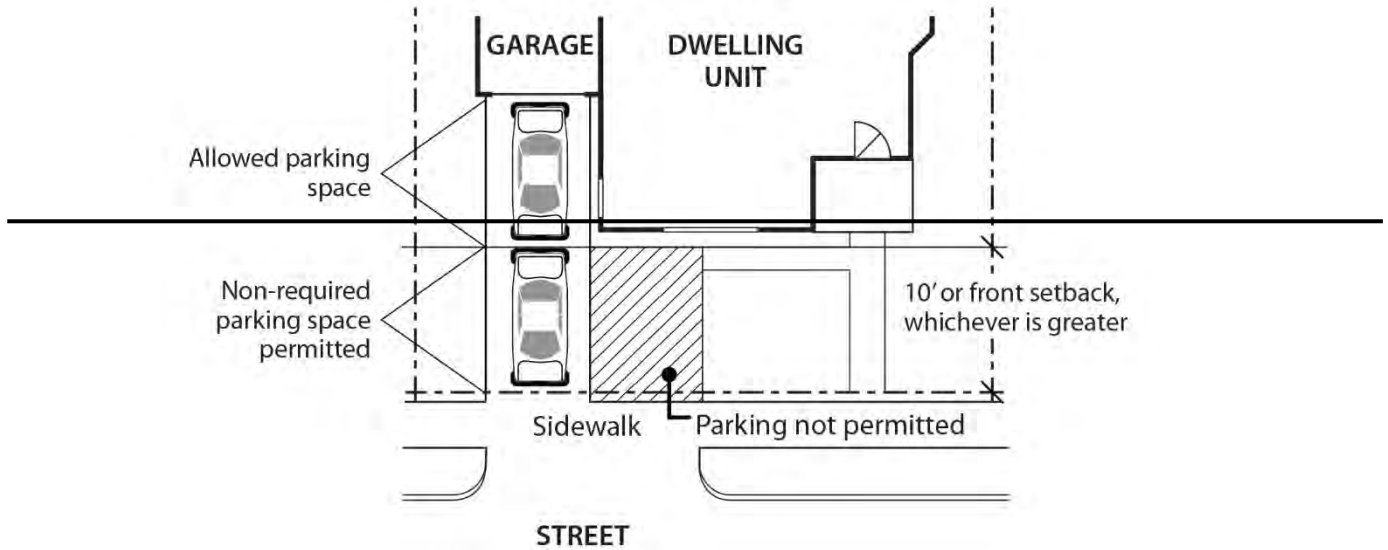 GARAGE
DWELLING
UNIT
Allowed parking
space
Non-required
parking space
permitted
10' or front setback,
whichever is greater
Sidewalk
Parking not permitted
STREET